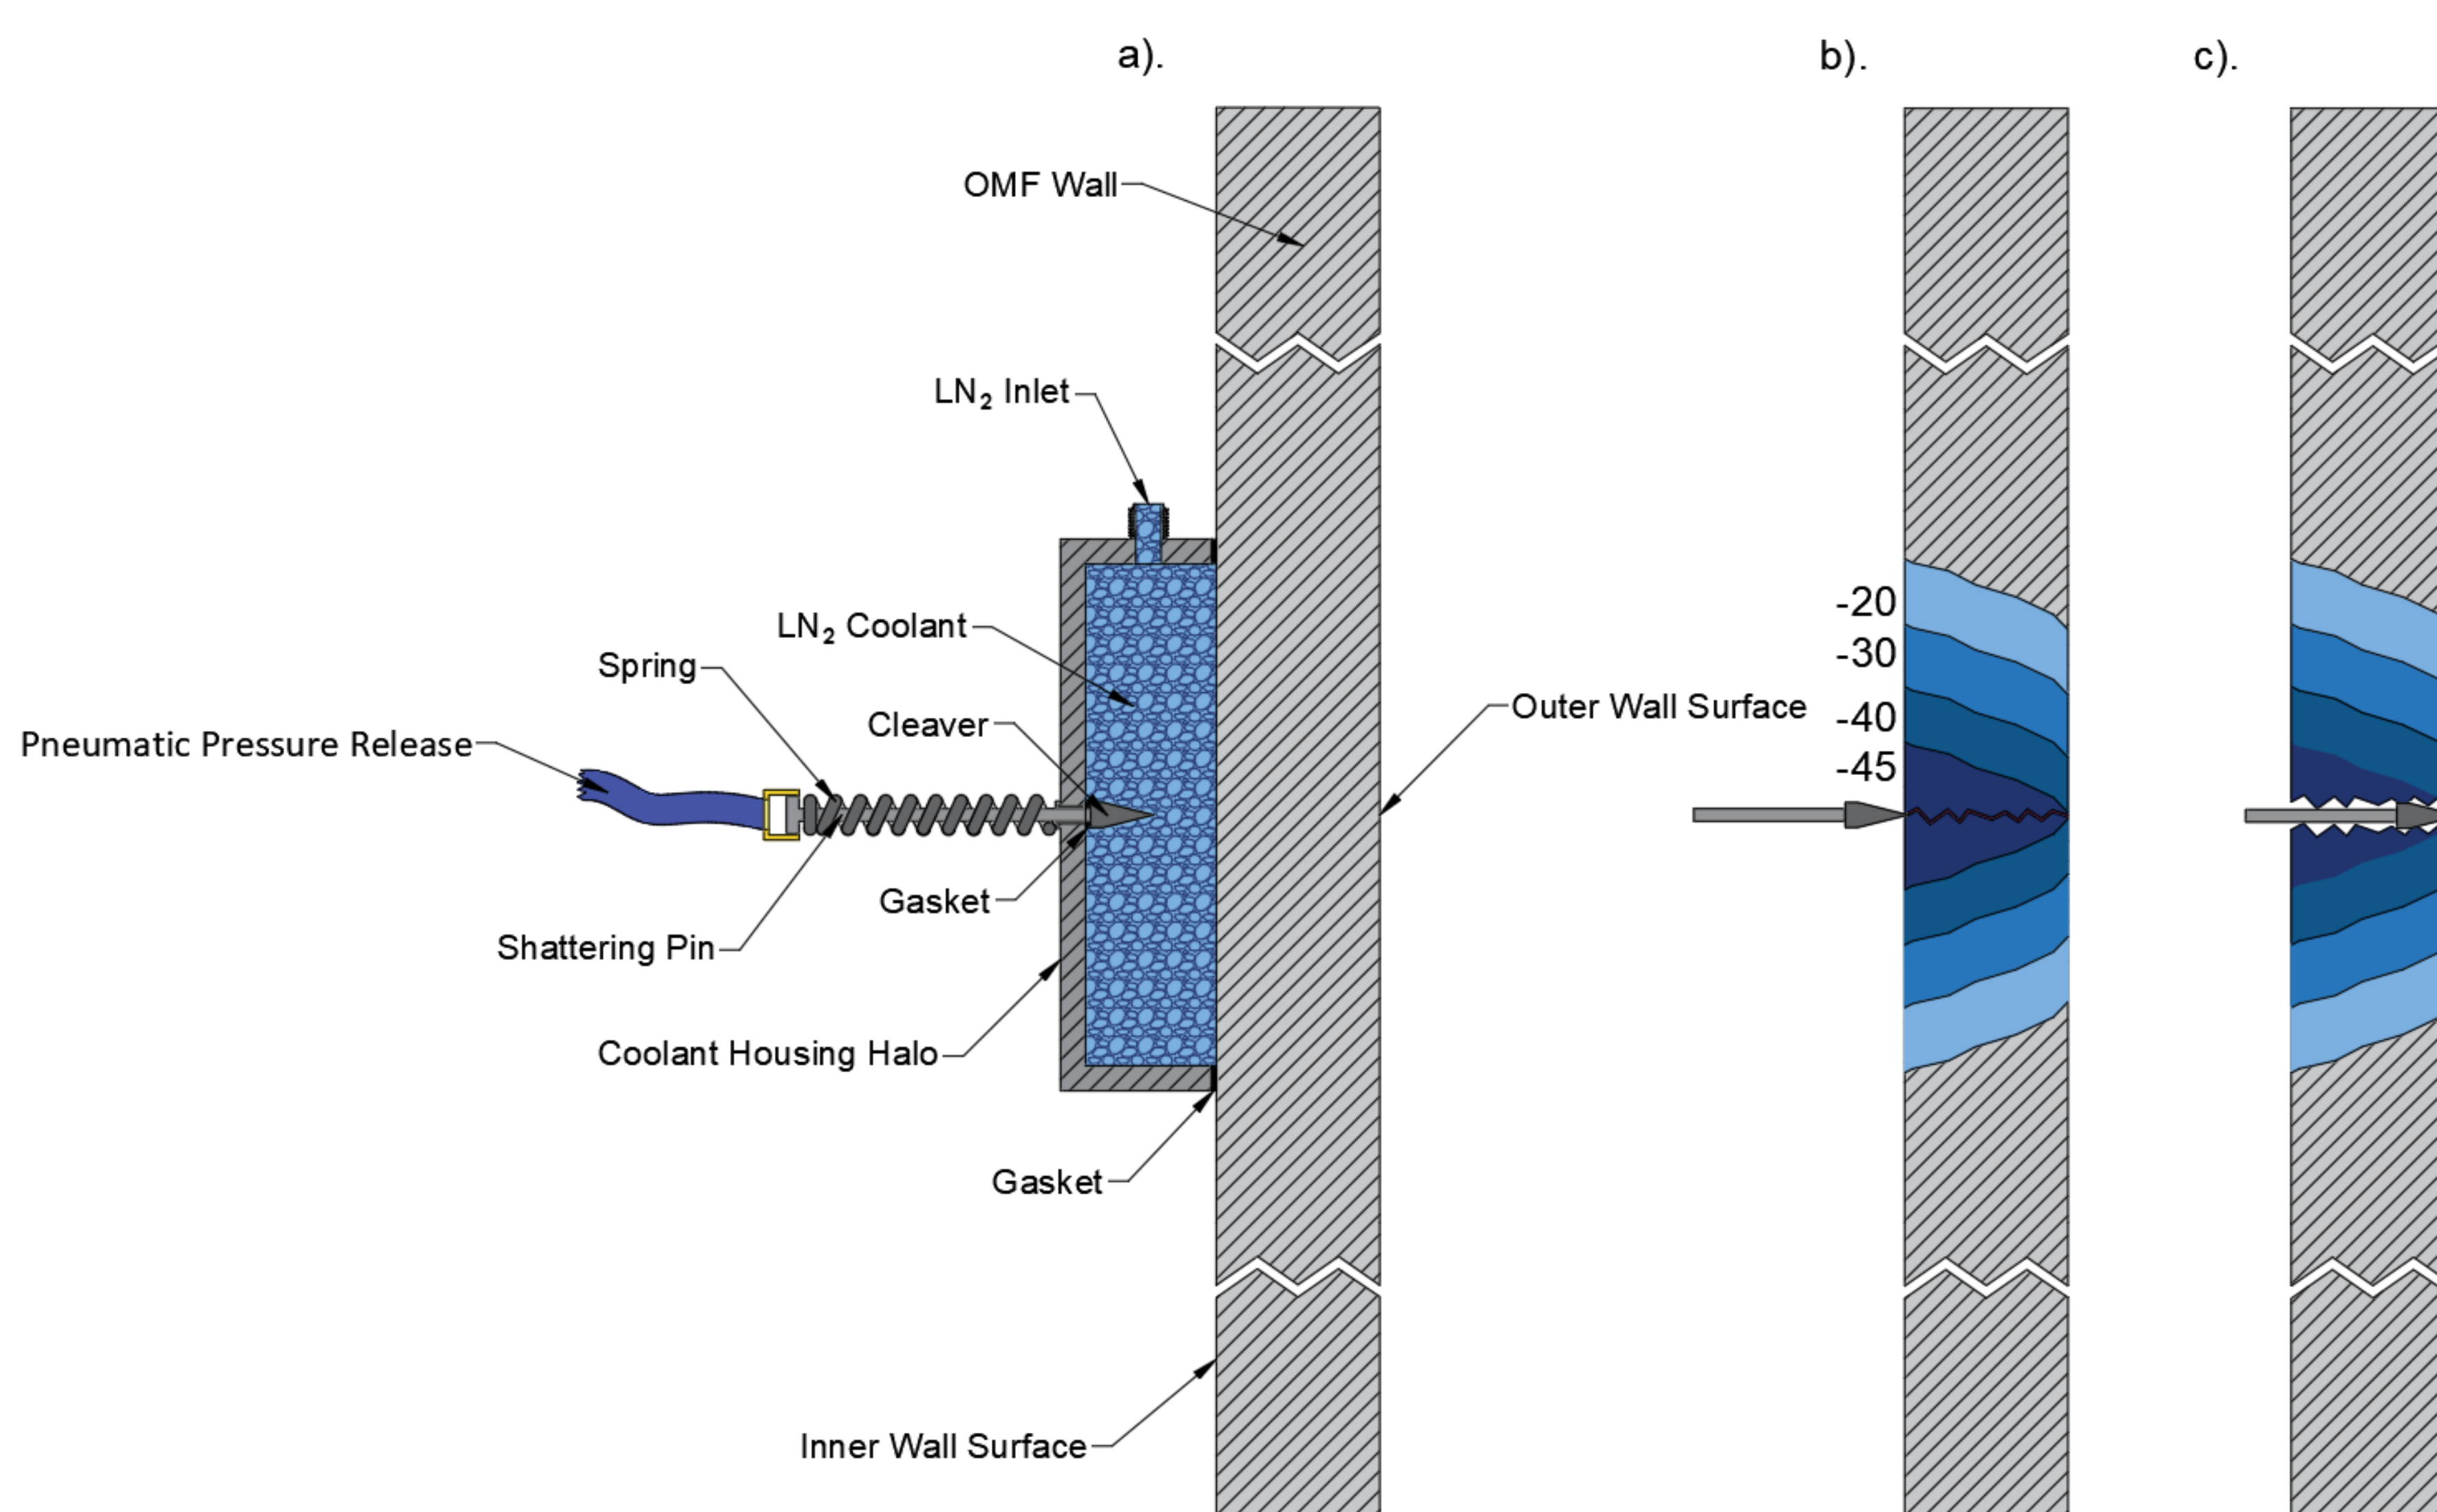 a).
b).
c).
OMF Wall
LN₂ Inlet
LN₂ Coolant
Spring
Cleaver
Pneumatic Pressure Release
Outer Wall Surface
Gasket
Shattering Pin
Coolant Housing Halo
Gasket
Inner Wall Surface
-20
-30
-40
-45